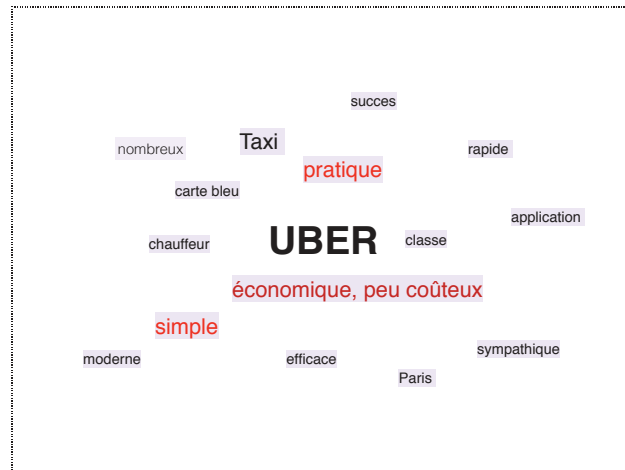 succes
Taxi
nombreux
rapide
pratique
carte bleu
application
UBER
classe
chauffeur
économique, peu coûteux
simple
sympathique
moderne
efficace
Paris